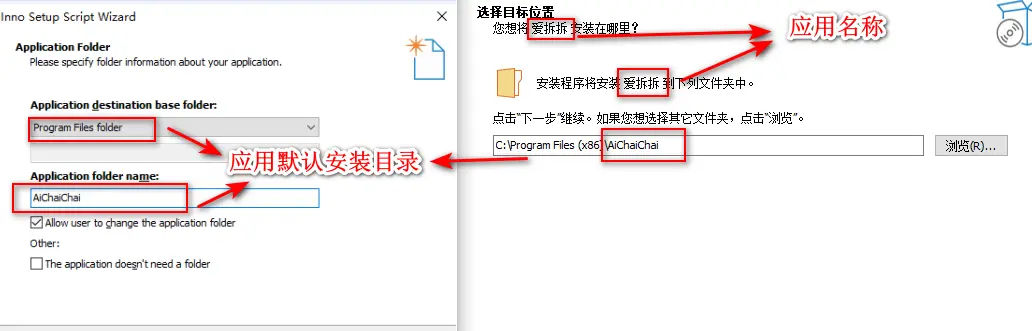 Inno Setup Script Wizard
Application Folder
Please specify folder information about your application.
Application destination base folder:
Program Files folder
应用默认安装目录
Application folder name:
AiChaiChai
Allow user to change the application folder
Other:
The application doesn't need a folder
选择目标位置
您想将 爱拆拆 安装在哪里?
应用名称
安装程序将安装 爱拆拆 到下列文件夹中。
点击“下一步”继续。如果您想选择其它文件夹，点击“浏览”。
C:\Program Files (x86)\AiChaiChai
浏览(R)...